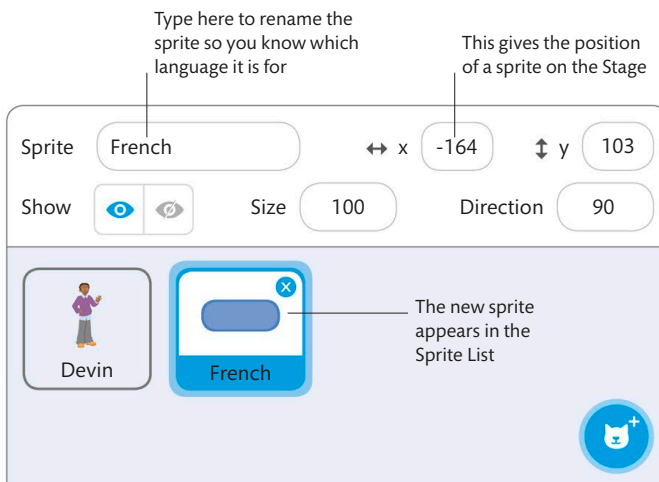 Type here to rename the
sprite so you know which
language it is for
This gives the position
of a sprite on the Stage
Sprite French x -164 y 103
Show Size 100 Direction 90
The new sprite
appears in the
Sprite List
Devin French